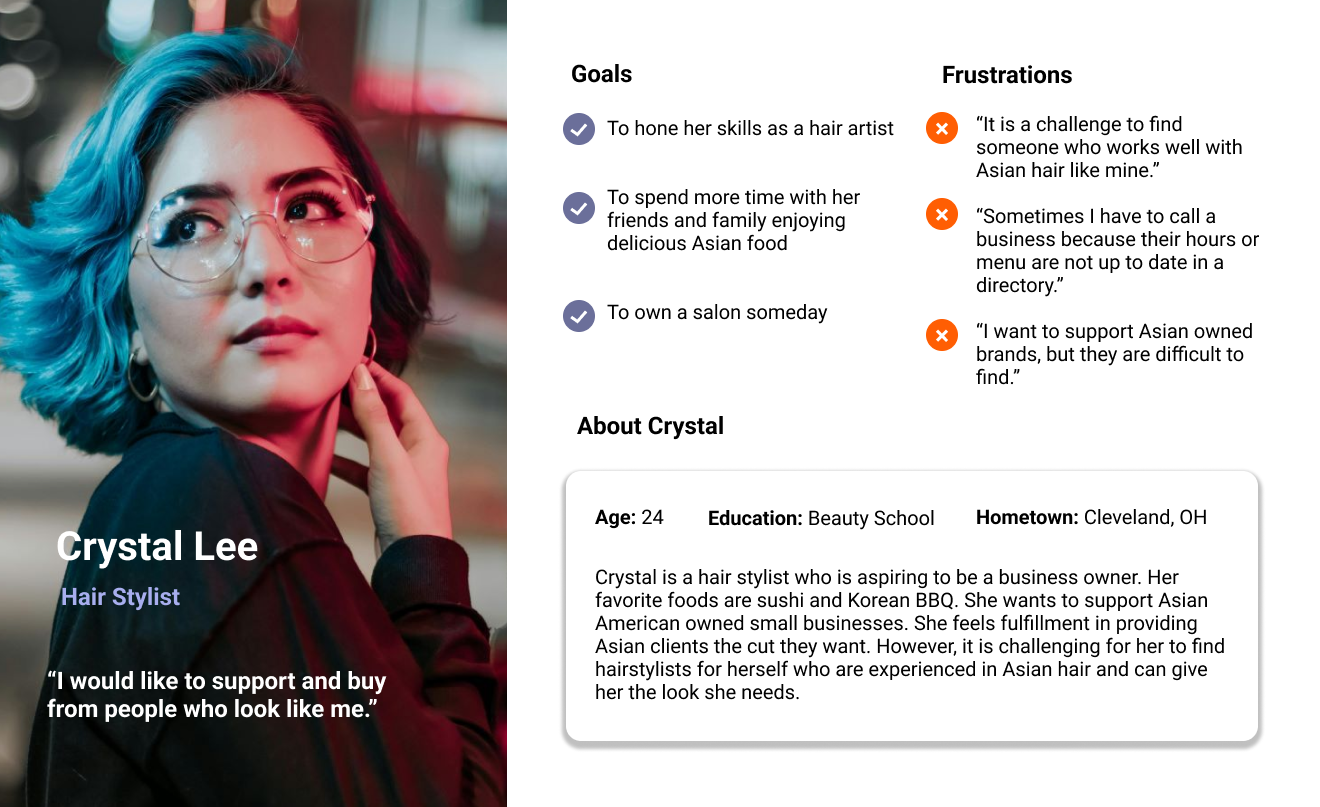 Crystal Lee
Hair Stylist
“I would like to support and buy
from people who look like me.”
Goals
To hone her skills as a hair artist
To spend more time with her
friends and family enjoying
delicious Asian food
To own a salon someday
Frustrations
“It is a challenge to find
someone who works well with
Asian hair like mine.”
“Sometimes I have to call a
business because their hours or
menu are not up to date in a
directory.”
“I want to support Asian owned
brands, but they are difficult to
find.”
About Crystal
Age: 24 Education: Beauty School Hometown: Cleveland, OH
Crystal is a hair stylist who is aspiring to be a business owner. Her
favorite foods are sushi and Korean BBQ. She wants to support Asian
American owned small businesses. She feels fulfillment in providing
Asian clients the cut they want. However, it is challenging for her to find
hairstylists for herself who are experienced in Asian hair and can give
her the look she needs.